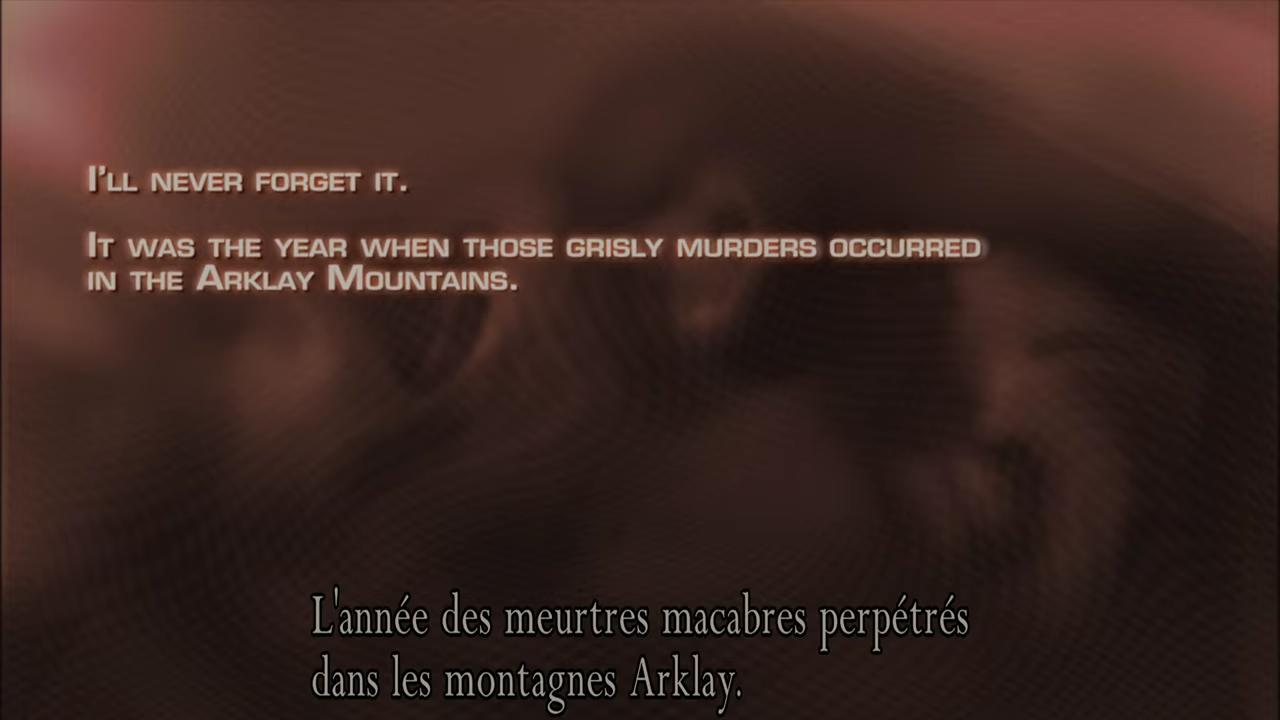 I'll never forget it.
It was the year when those grisly murders occurred
in the Arklay Mountains.
L'année des meurtres macabres perpétrés
dans les montagnes Arklay.